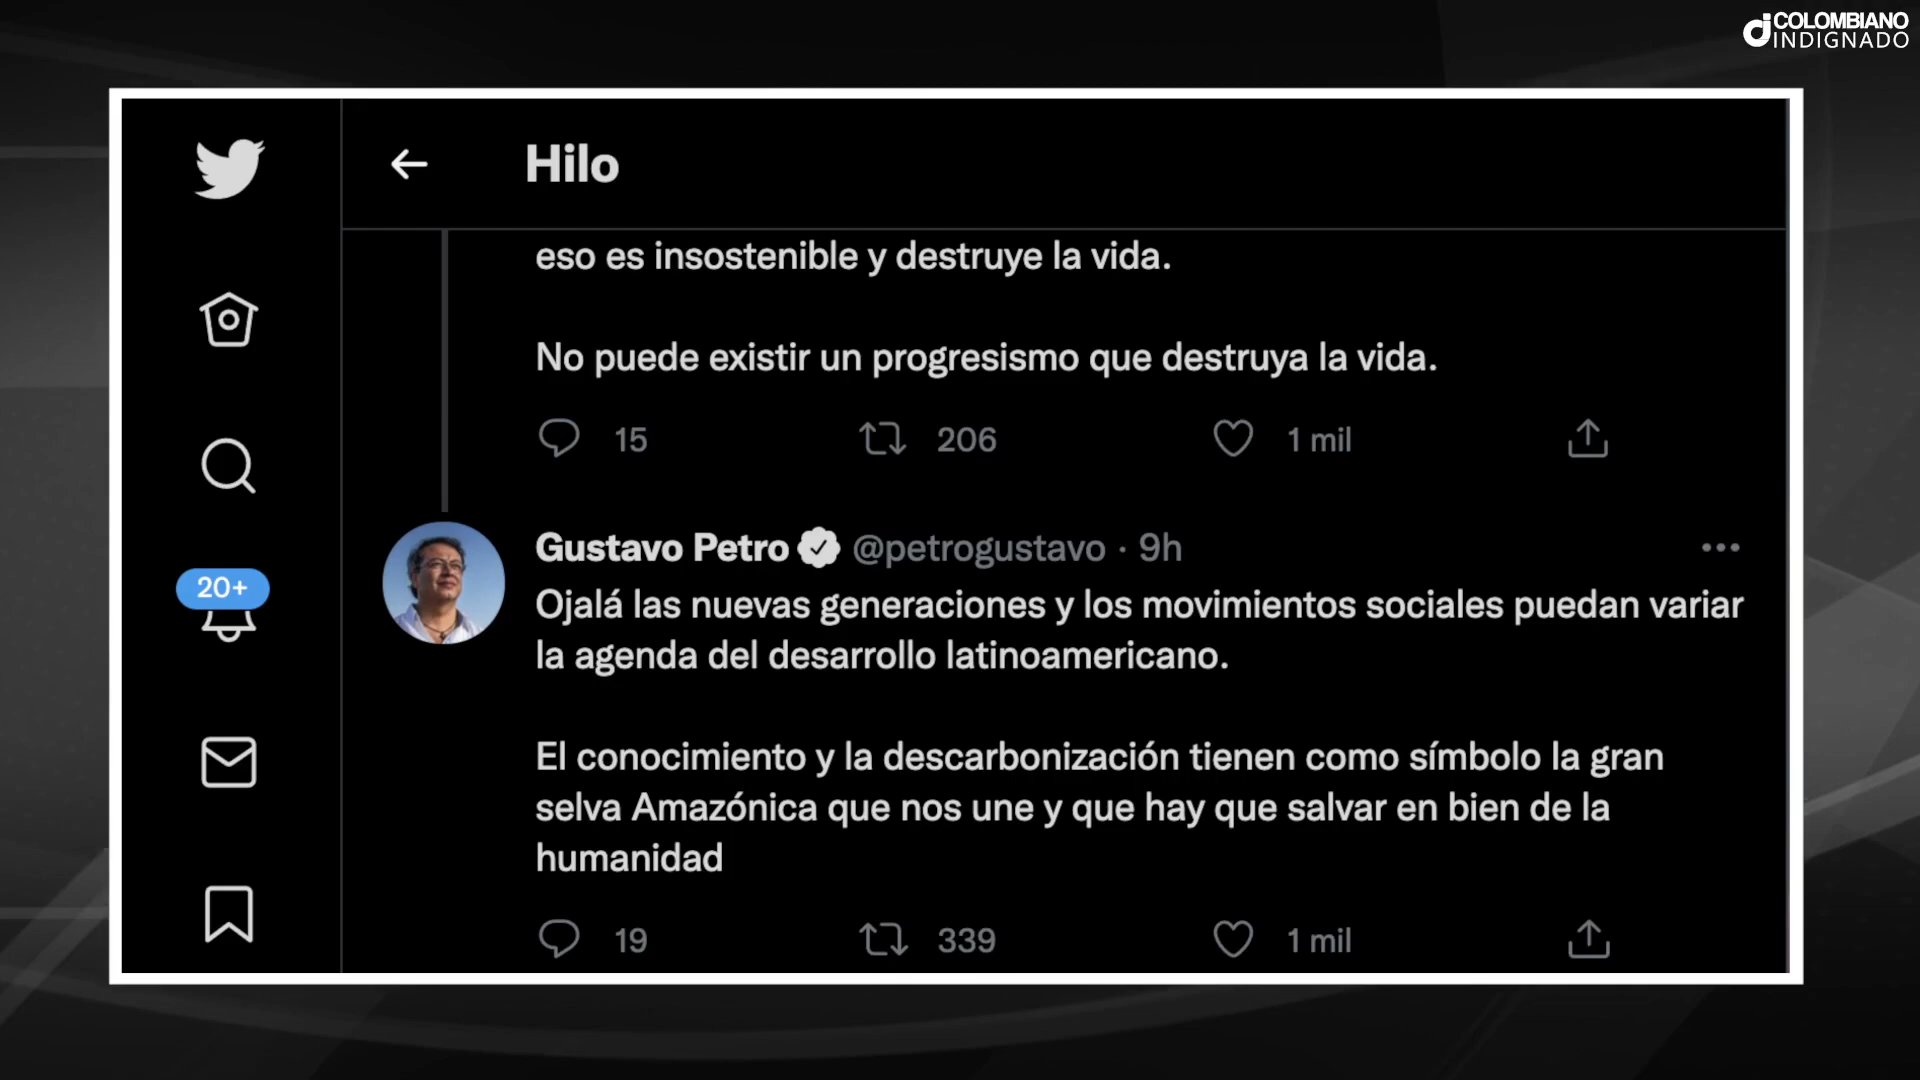 COLOMBIANO
INDIGNADO
Hilo
eso es insostenible y destruye la vida.
No puede existir un progresismo que destruya la vida.
15 206 1 mil
20+
Gustavo Petro @petrogustavo · 9h
Ojalá las nuevas generaciones y los movimientos sociales puedan variar
la agenda del desarrollo latinoamericano.
El conocimiento y la descarbonización tienen como símbolo la gran
selva Amazónica que nos une y que hay que salvar en bien de la
humanidad
19 339 1 mil